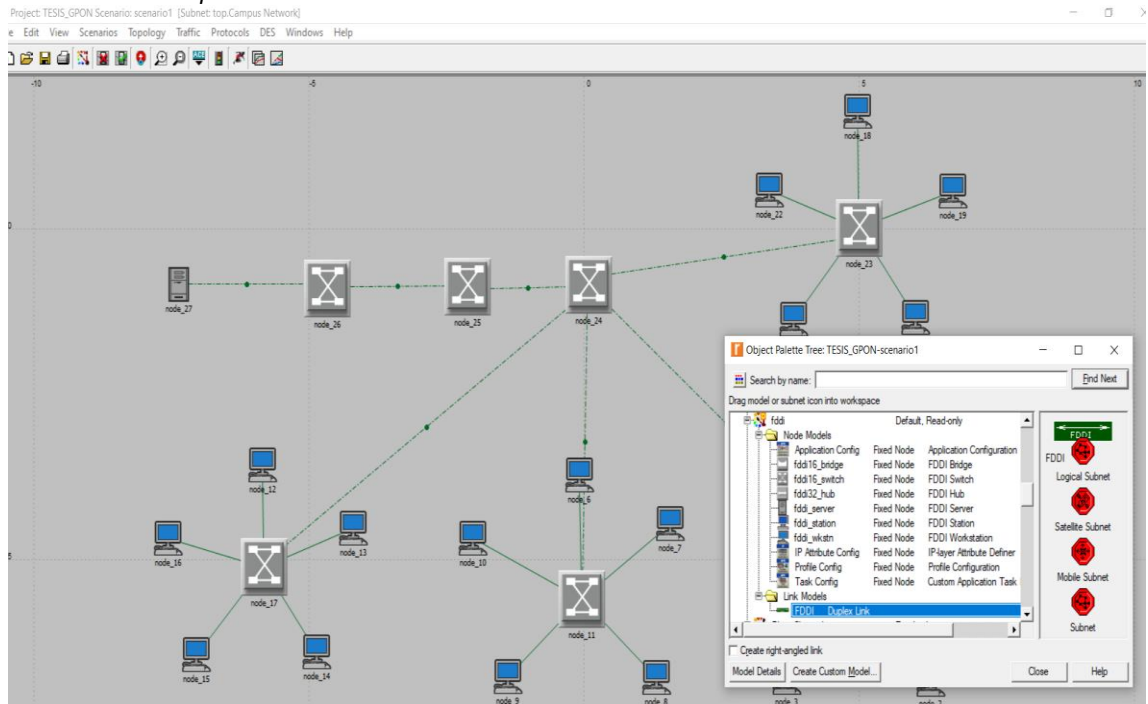 Project: TESIS_GPON Scenario: scenario1 [Subnet: top.Campus Network]
e Edit View Scenarios Topology Traffic Protocols DES Windows Help
-10 -5 0 5 10
node_18
node_22
node_19
node_23
node_27
node_26
node_25
node_24
Object Palette Tree: TESIS_GPON-scenario1
Search by name:
Find Next
Drag model or subnet icon into workspace
fddi Default, Read-only
Node Models
Application Config Fixed Node Application Configuration
fddi16_bridge Fixed Node FDDI Bridge
fddi16_switch Fixed Node FDDI Switch
fddi32_hub Fixed Node FDDI Hub
fddi_server Fixed Node FDDI Server
fddi_station Fixed Node FDDI Station
fddi_wkstn Fixed Node FDDI Workstation
IP Attribute Config Fixed Node IP-layer Attribute Definer
Profile Config Fixed Node Profile Configuration
Task Config Fixed Node Custom Application Task
Link Models
FDDI Duplex Link
FDDI
FDDI
Logical Subnet
Satellite Subnet
Mobile Subnet
Subnet
Create right-angled link
Model Details
Create Custom Model...
Close
Help
node_12
node_6
node_16
node_13
node_10
node_7
node_17
node_11
node_15
node_14
node_9
node_8
node_3
node_2